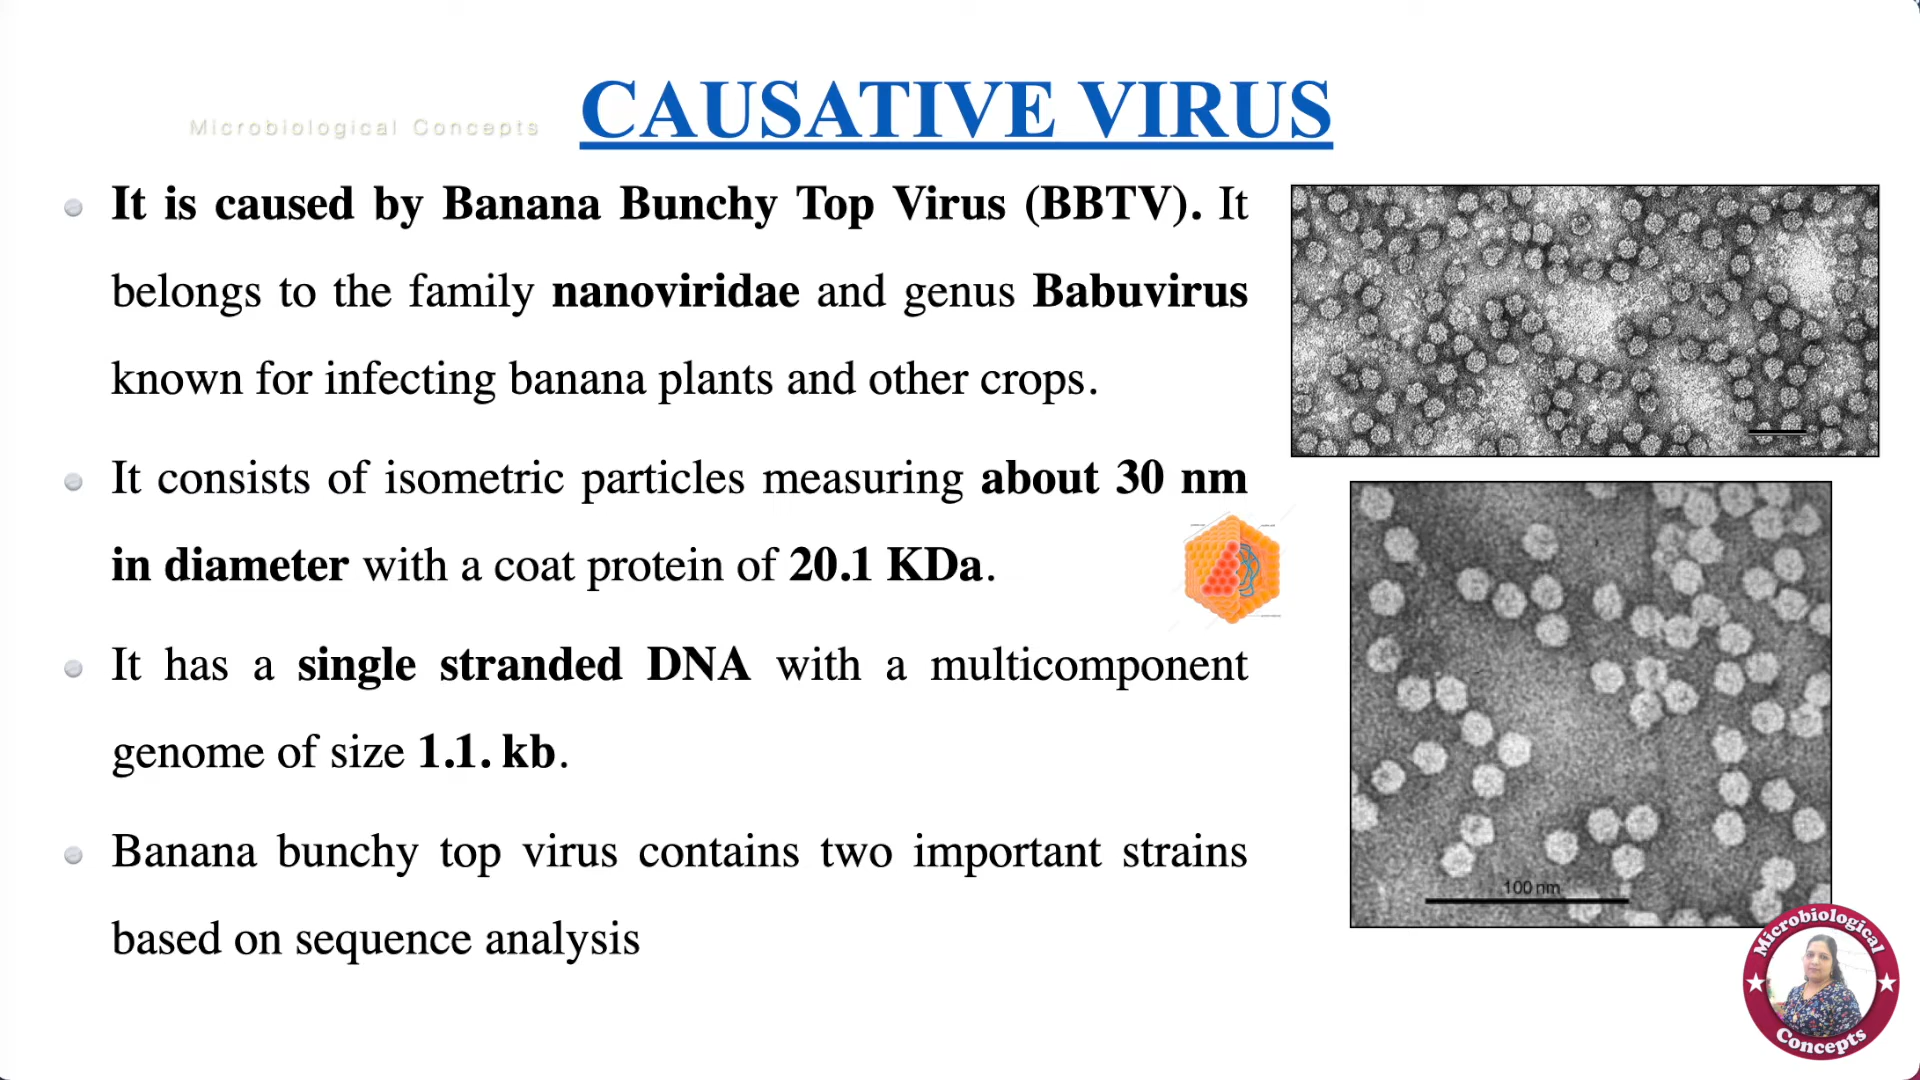 Microbiological Concepts
CAUSATIVE VIRUS
It is caused by Banana Bunchy Top Virus (BBTV). It
belongs to the family nanoviridae and genus Babuvirus
known for infecting banana plants and other crops.
It consists of isometric particles measuring about 30 nm
in diameter with a coat protein of 20.1 KDa.
It has a single stranded DNA with a multicomponent
genome of size 1.1. kb.
Banana bunchy top virus contains two important strains
based on sequence analysis
100 nm
Microbiological
Concepts